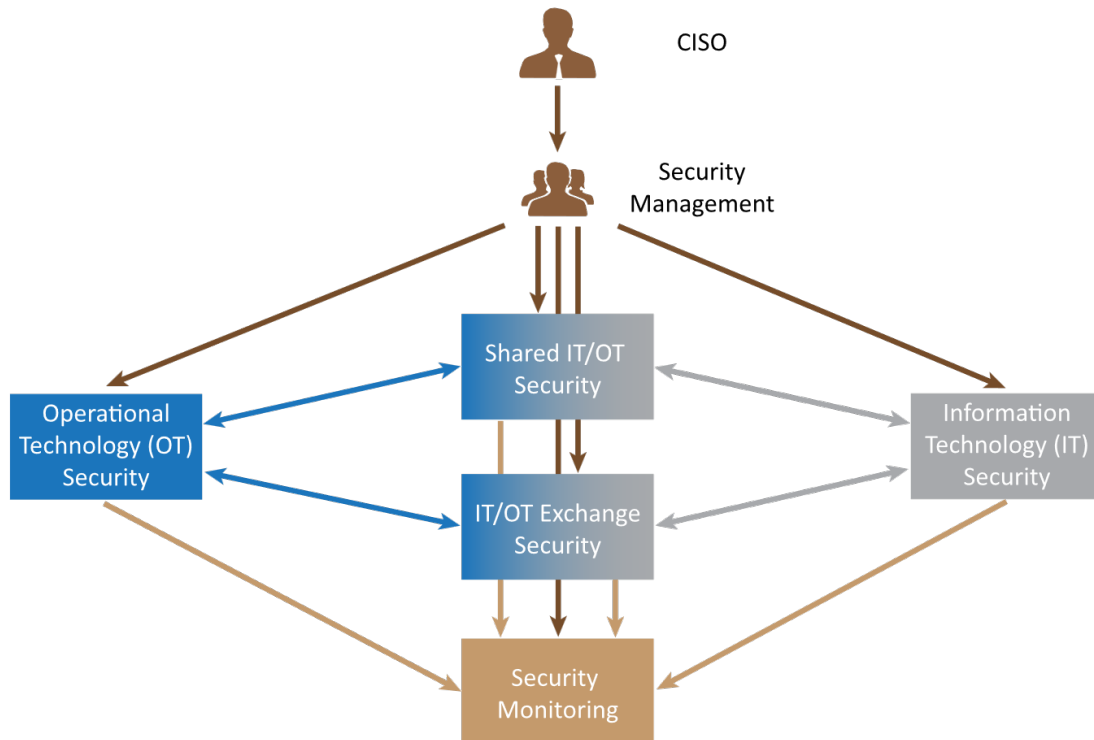 CISO
Security
Management
Shared IT/OT
Security
Operational
Technology (OT)
Security
Information
Technology (IT)
Security
IT/OT Exchange
Security
Security
Monitoring